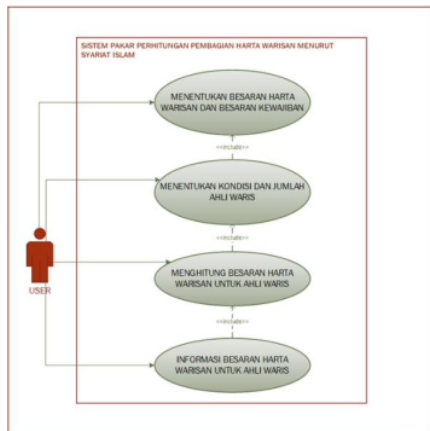 SISTEM PAKAR PERHITUNGAN PEMBAGIAN HARTA WARISAN MENURUT
SYARIAT ISLAM
MENENTUKAN BESARAN HARTA
WARISAN DAN BESARAN KEWAJIBAN
<<include>>
MENENTUKAN KONDISI DAN JUMLAH
AHLI WARIS
<<include>>
MENGHITUNG BESARAN HARTA
WARISAN UNTUK AHLI WARIS
USER
<<include>>
INFORMASI BESARAN HARTA
WARISAN UNTUK AHLI WARIS